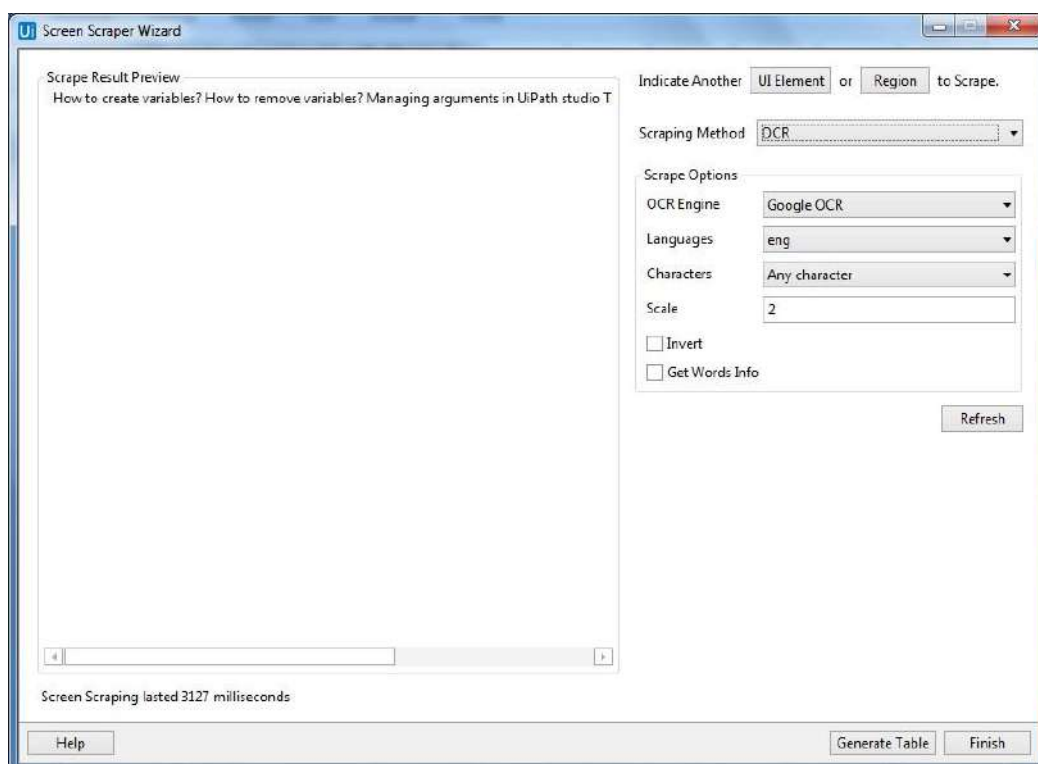 Ui Screen Scraper Wizard
Scrape Result Preview
How to create variables? How to remove variables? Managing arguments in UiPath studio T
Indicate Another UI Element or Region to Scrape.
Scraping Method OCR
Scrape Options
OCR Engine Google OCR
Languages eng
Characters Any character
Scale 2
Invert
Get Words Info
Refresh
Screen Scraping lasted 3127 milliseconds
Help Generate Table Finish